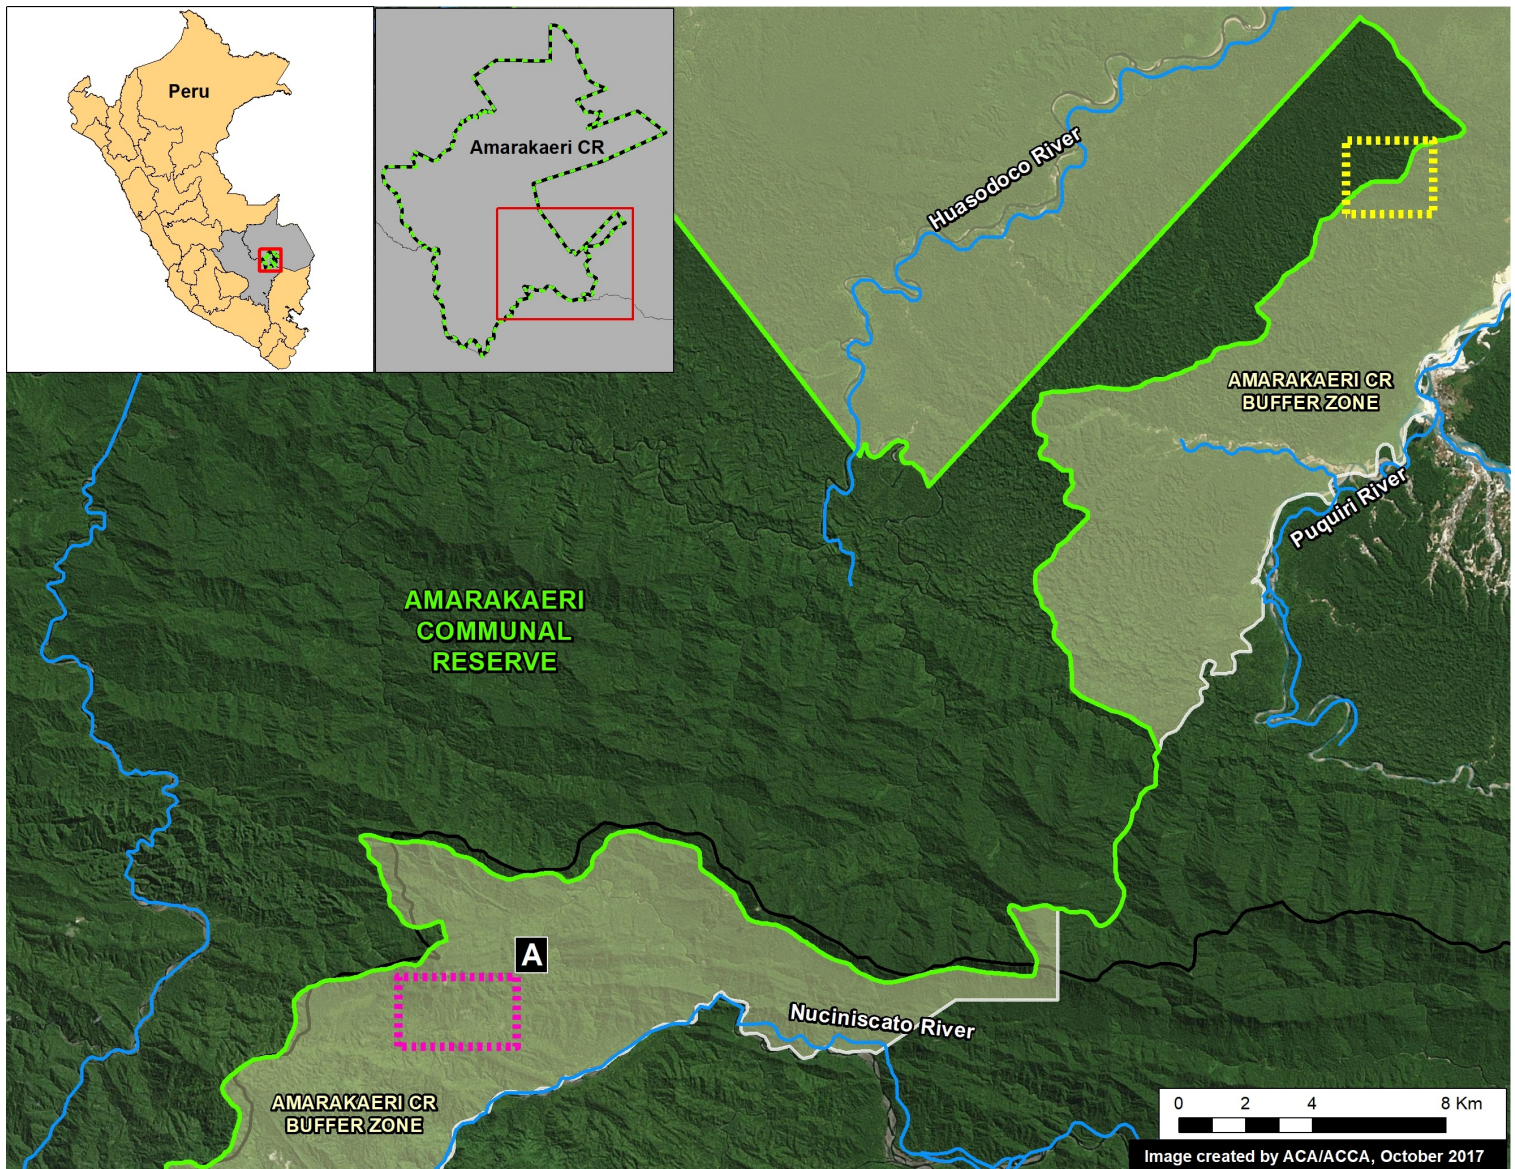 Peru
Amarakaeri CR
Huasodoco River
AMARAKAERI CR
BUFFER ZONE
Puquiri River
AMARAKAERI
COMMUNAL
RESERVE
A
Nuciniscato River
AMARAKAERI CR
BUFFER ZONE
0 2 4 8 Km
Image created by ACA/ACCA, October 2017